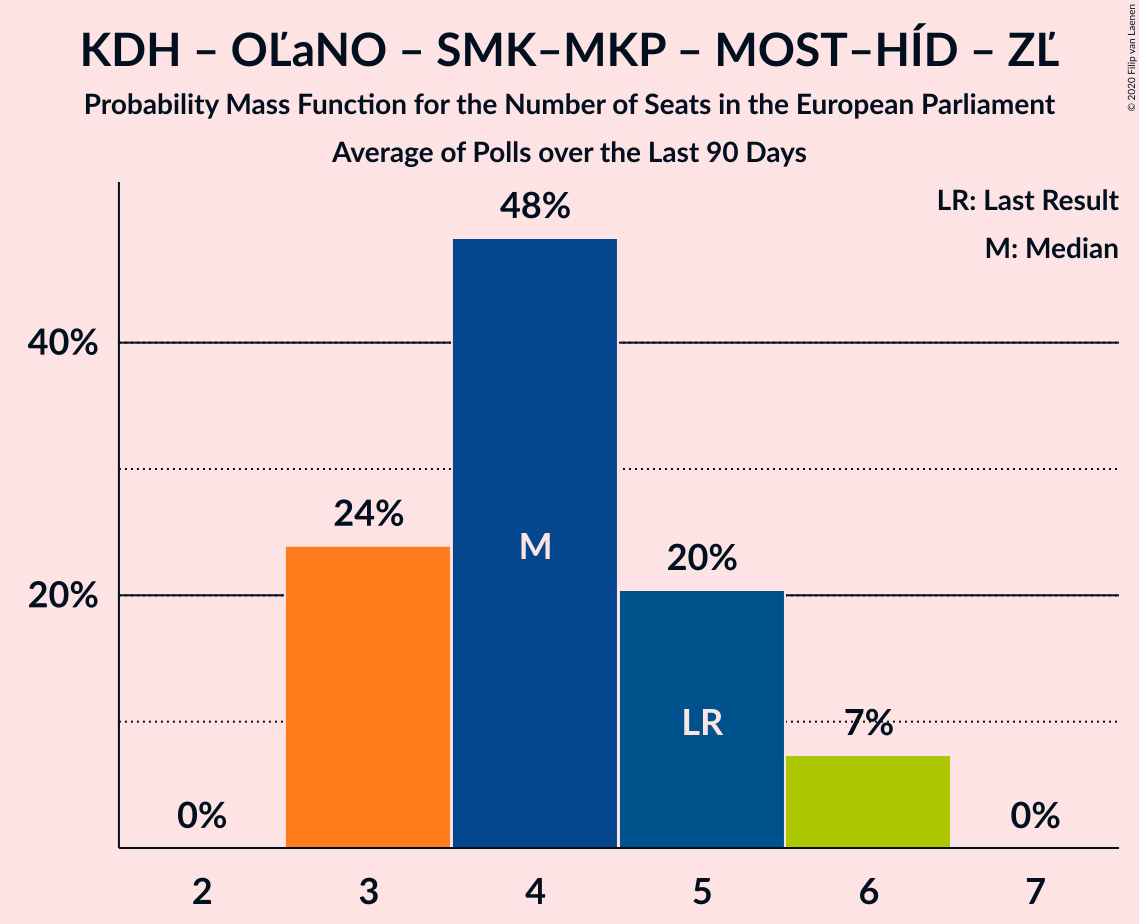 KDH – OĽaNO – SMK–MKP – MOST–HÍD – ZĽ
Probability Mass Function for the Number of Seats in the European Parliament
Average of Polls over the Last 90 Days
© 2020 Filip van Laenen
LR: Last Result
M: Median
48%
40%
24%
M
20%
20%
LR
7%
0%
0%
2
3
4
5
6
7